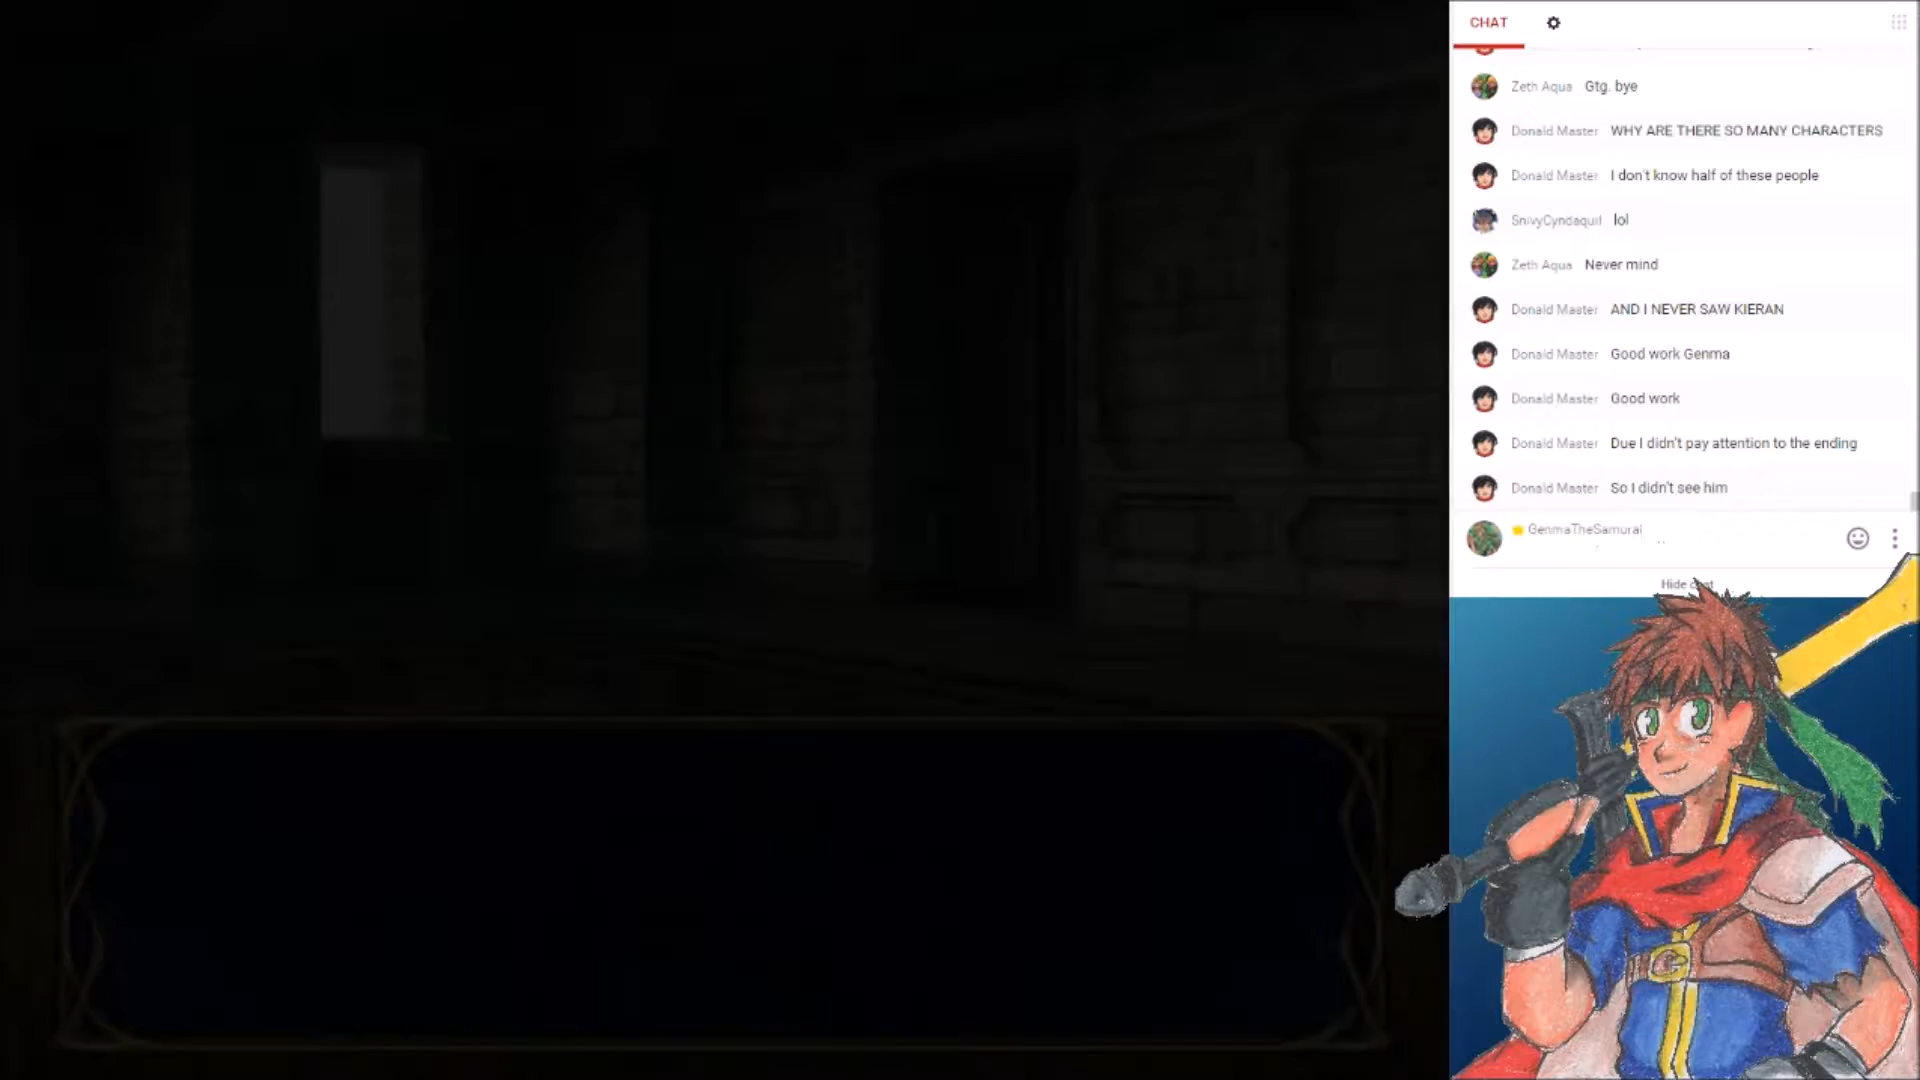 CHAT
Zeth Aqua Gtg. bye
Donald Master WHY ARE THERE SO MANY CHARACTERS
Donald Master I don't know half of these people
SnivyCyndaquil lol
Zeth Aqua Never mind
Donald Master AND I NEVER SAW KIERAN
Donald Master Good work Genma
Donald Master Good work
Donald Master Due I didn't pay attention to the ending
Donald Master So I didn't see him
GenmaTheSamurai
Hide chat